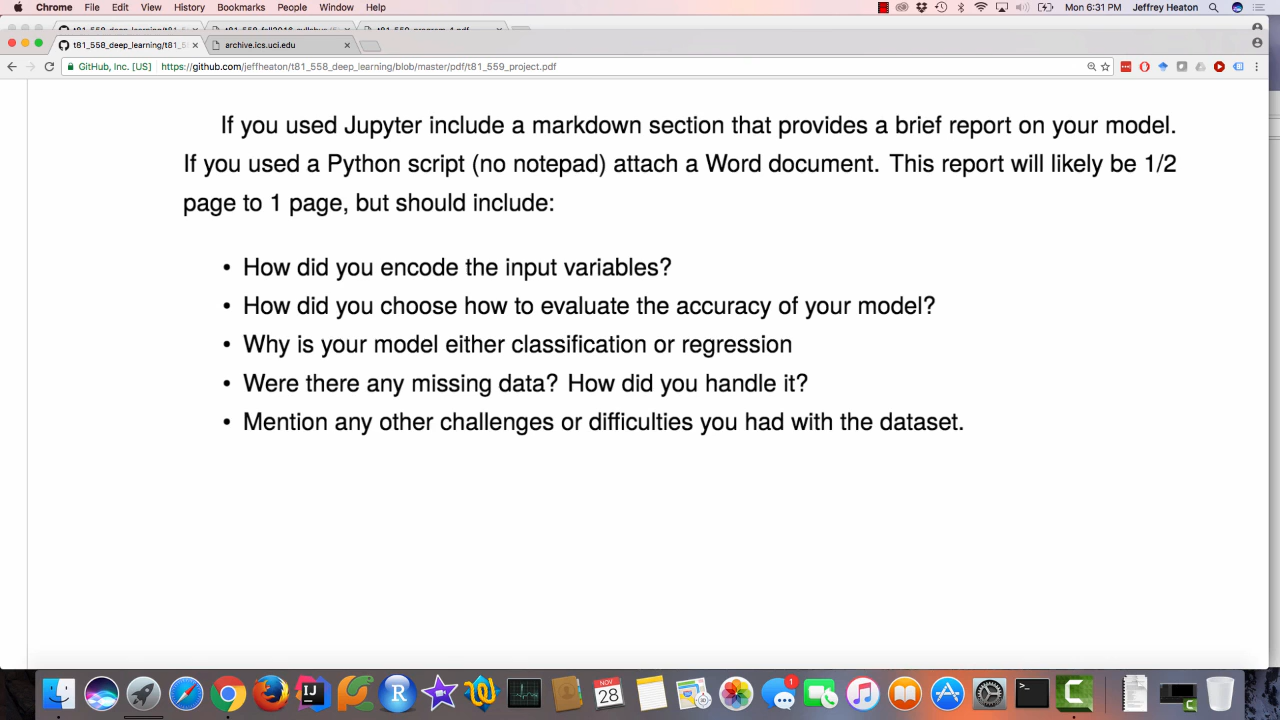 Chrome File Edit View History Bookmarks People Window Help Mon 6:31 PM Jeffrey Heaton
t81_558_deep_learning/t81_5 archive.ics.uci.edu
GitHub, Inc. [US] https://github.com/jeffheaton/t81_558_deep_learning/blob/master/pdf/t81_559_project.pdf
If you used Jupyter include a markdown section that provides a brief report on your model.
If you used a Python script (no notepad) attach a Word document. This report will likely be 1/2
page to 1 page, but should include:
• How did you encode the input variables?
• How did you choose how to evaluate the accuracy of your model?
• Why is your model either classification or regression
• Were there any missing data? How did you handle it?
• Mention any other challenges or difficulties you had with the dataset.
IJ
R
NOV
28
1